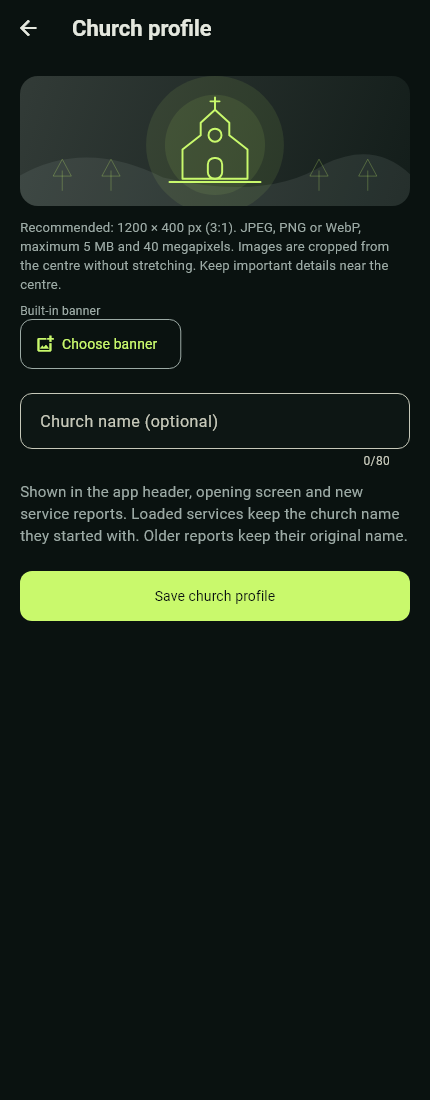 Church profile
Recommended: 1200 × 400 px (3:1). JPEG, PNG or WebP,
maximum 5 MB and 40 megapixels. Images are cropped from
the centre without stretching. Keep important details near the
centre.
Built-in banner
Choose banner
Church name (optional)
0/80
Shown in the app header, opening screen and new
service reports. Loaded services keep the church name
they started with. Older reports keep their original name.
Save church profile